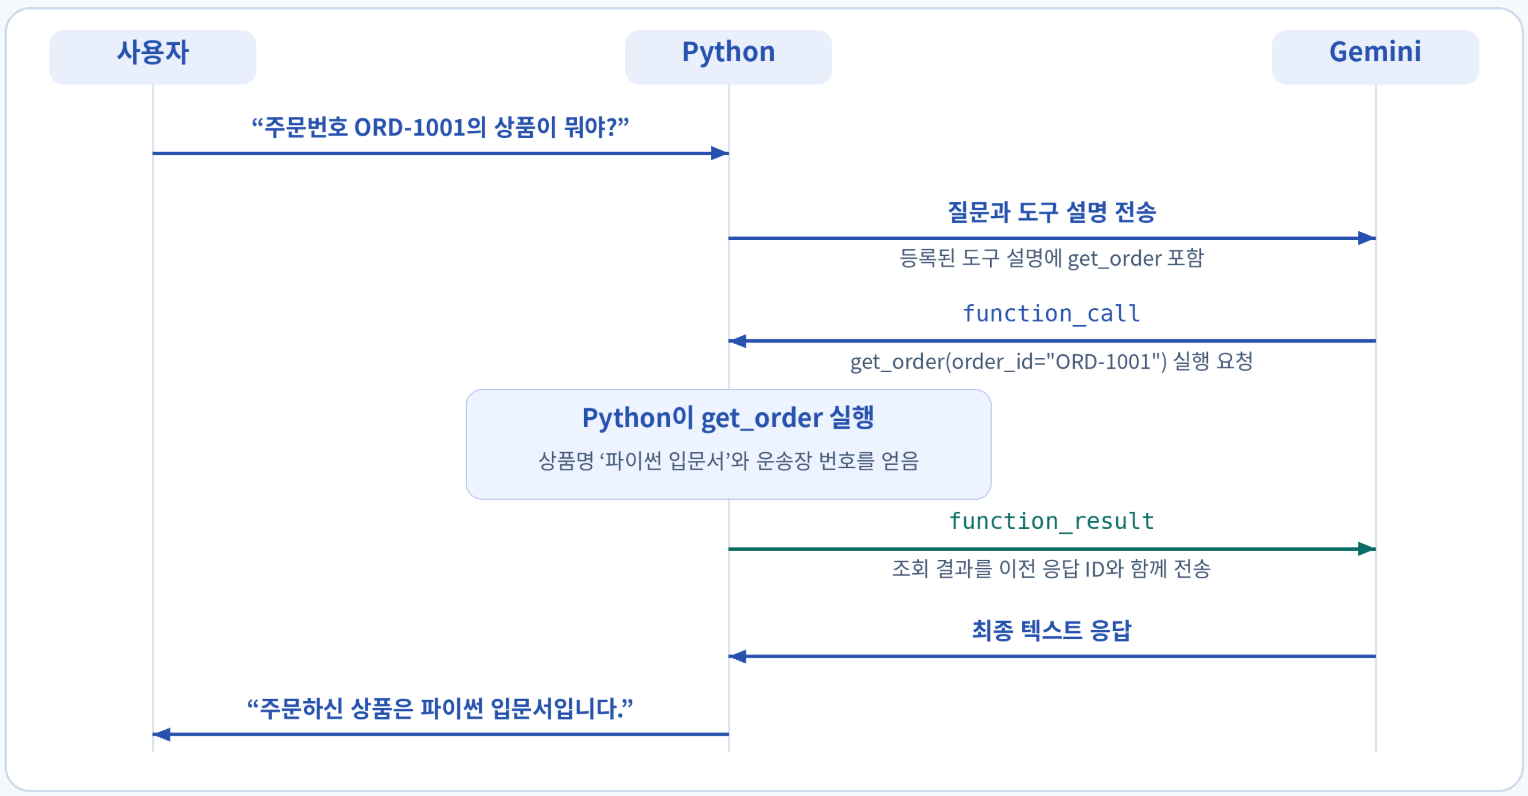 사용자
Python
Gemini
“주문번호 ORD-1001의 상품이 뭐야?”
질문과 도구 설명 전송
등록된 도구 설명에 get_order 포함
function_call
get_order(order_id="ORD-1001") 실행 요청
Python이 get_order 실행
상품명 ‘파이썬 입문서’와 운송장 번호를 얻음
function_result
조회 결과를 이전 응답 ID와 함께 전송
최종 텍스트 응답
“주문하신 상품은 파이썬 입문서입니다.”